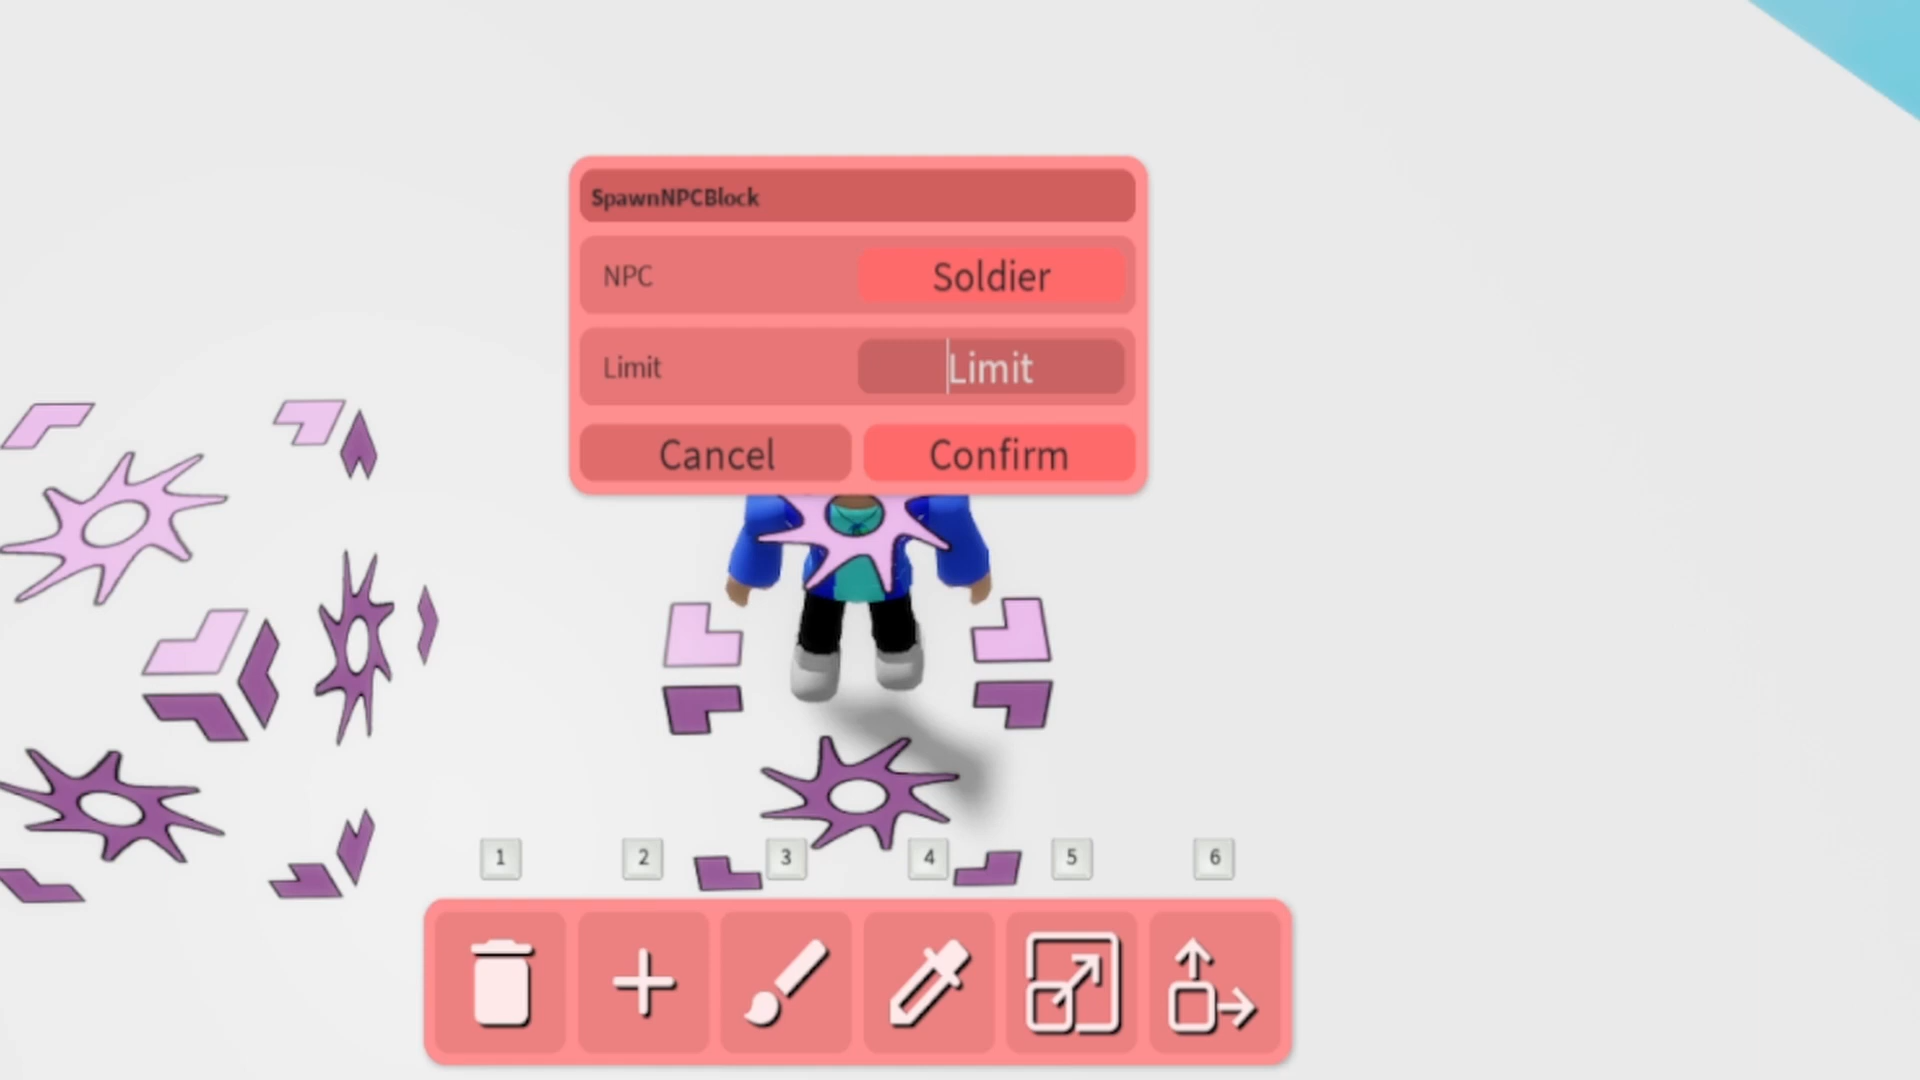 SpawnNPCBlock
NPC Soldier
Limit Limit
Cancel Confirm
1 2 3 4 5 6